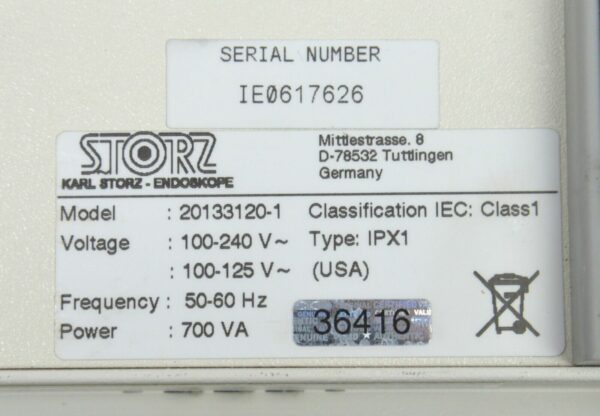 SERIAL NUMBER
IE0617626
STORZ
KARL STORZ - ENDOSKOPE
Mittlestrasse. 8
D-78532 Tuttlingen
Germany
Model : 20133120-1 Classification IEC: Class1
Voltage : 100-240 V~ Type: IPX1
: 100-125 V~ (USA)
Frequency : 50-60 Hz
Power : 700 VA
36416